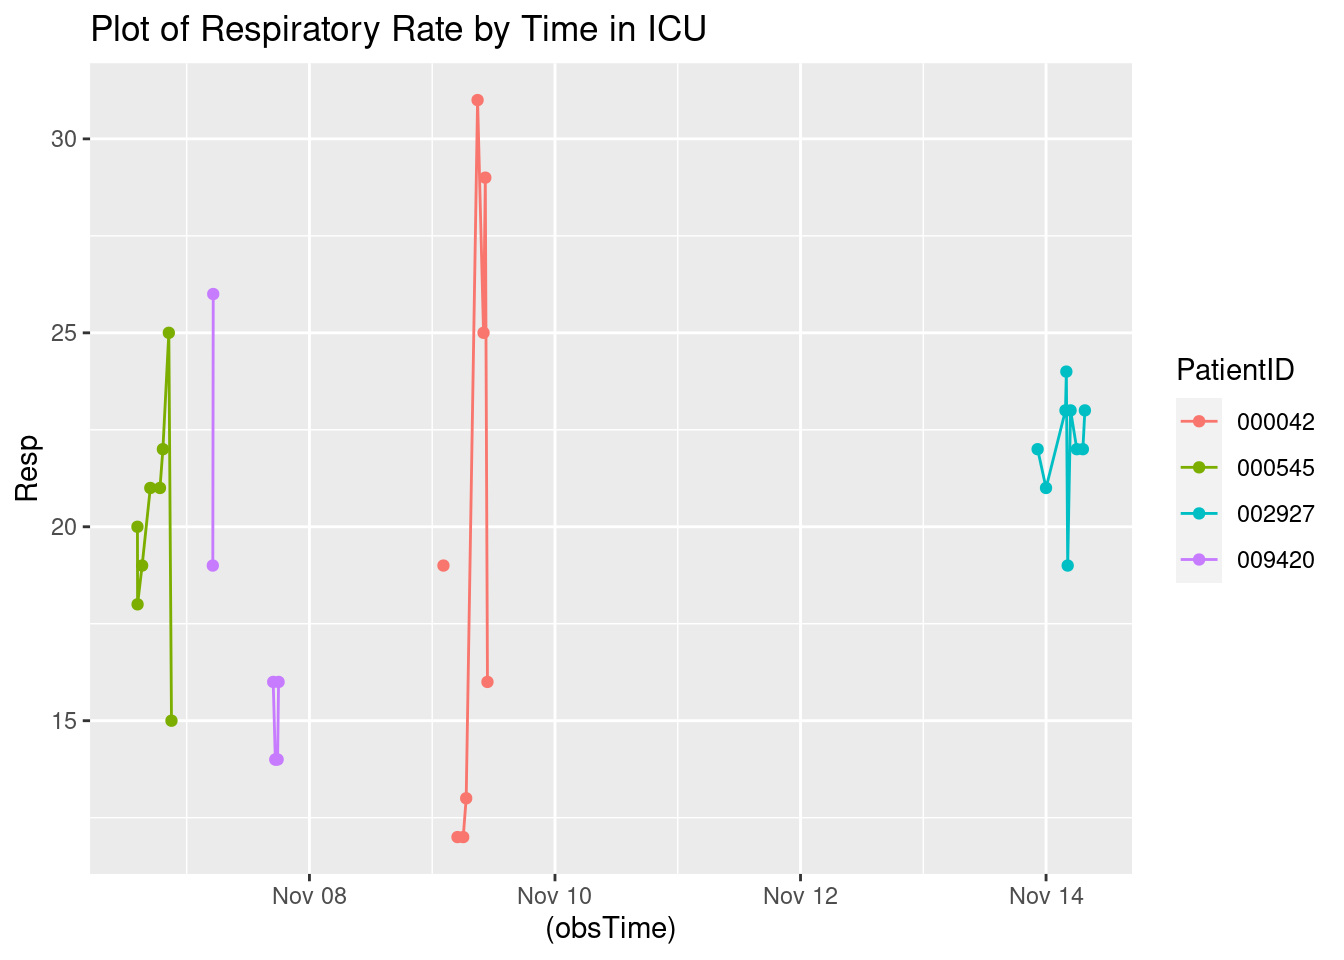 Plot of Respiratory Rate by Time in ICU
30
25
20
15
Resp
Nov 08
Nov 10
Nov 12
Nov 14
(obsTime)
PatientID
000042
000545
002927
009420